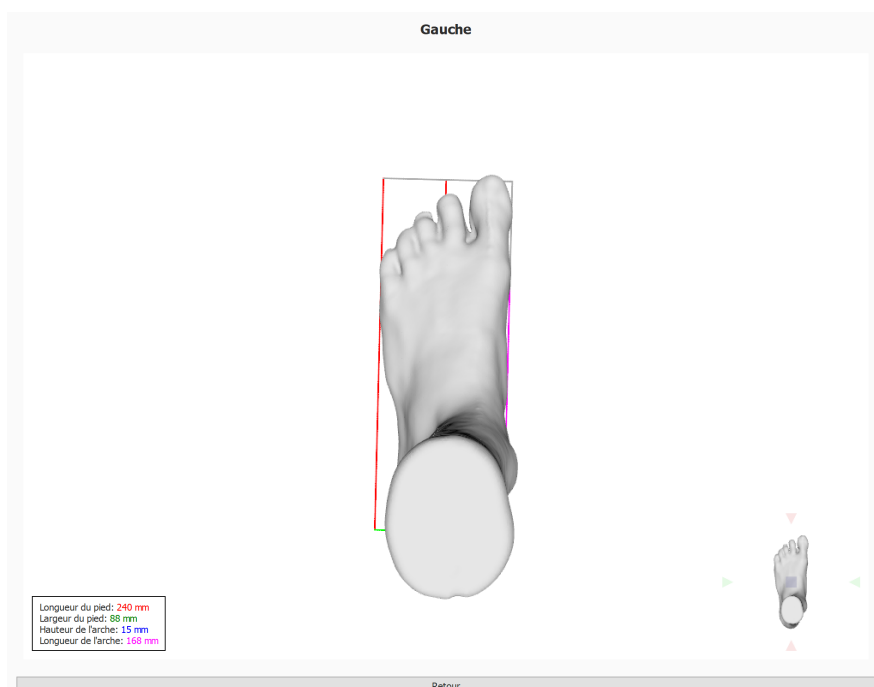 Gauche
Longueur du pied: 240 mm
Largeur du pied: 88 mm
Hauteur de l'arche: 15 mm
Longueur de l'arche: 168 mm
Retour